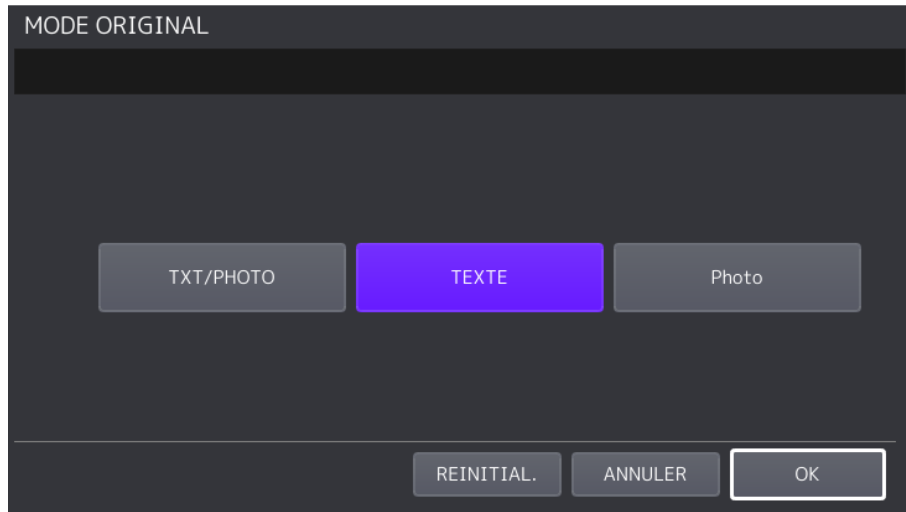 MODE ORIGINAL
TXT/PHOTO TEXTE Photo
REINITIAL. ANNULER OK